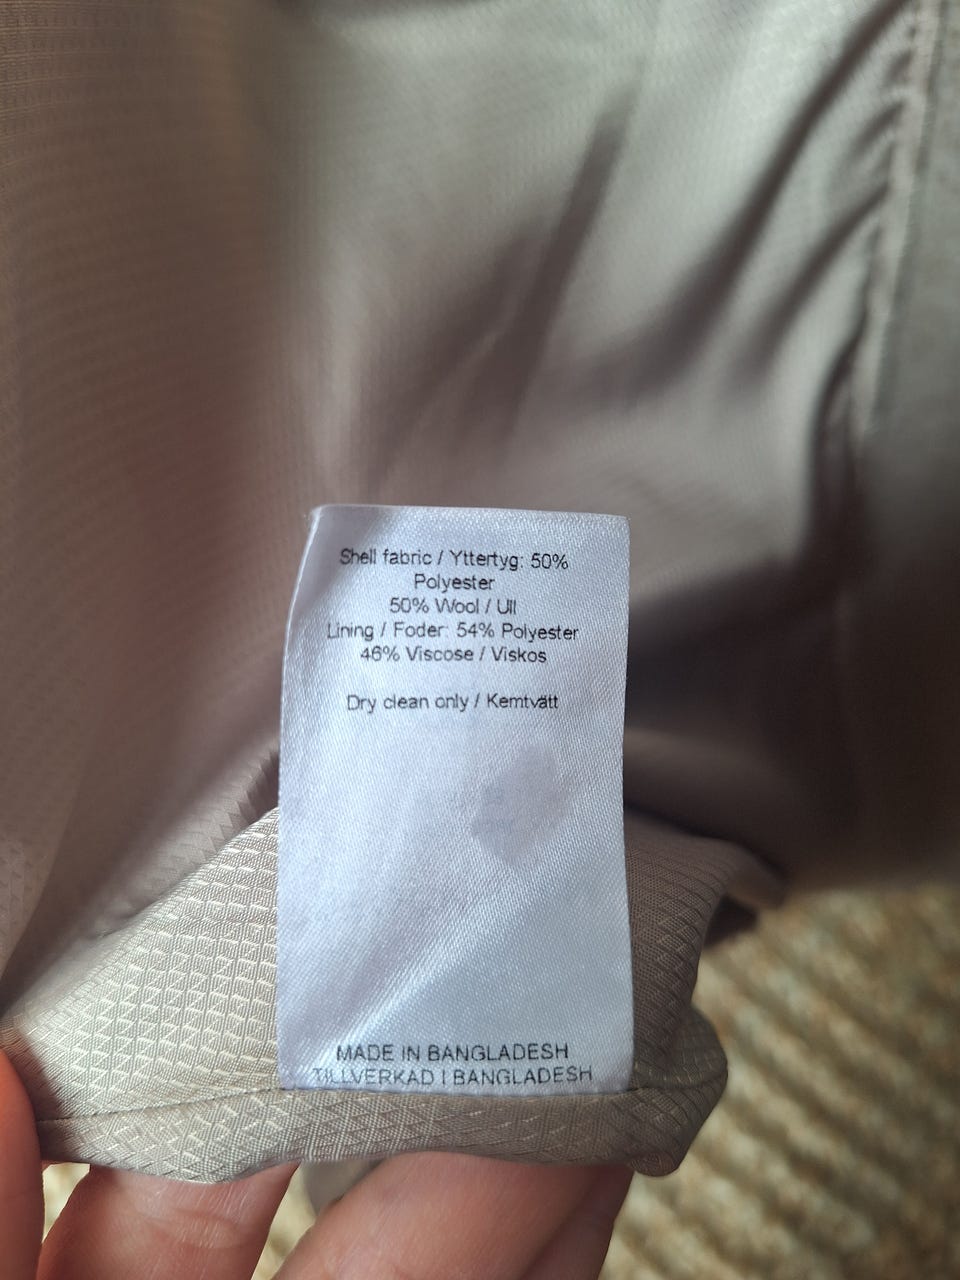 Shell fabric / Yttertyg: 50%
Polyester
50% Wool / Ull
Lining / Foder: 54% Polyester
46% Viscose / Viskos
Dry clean only / Kemtvätt
MADE IN BANGLADESH
TILLVERKAD I BANGLADESH